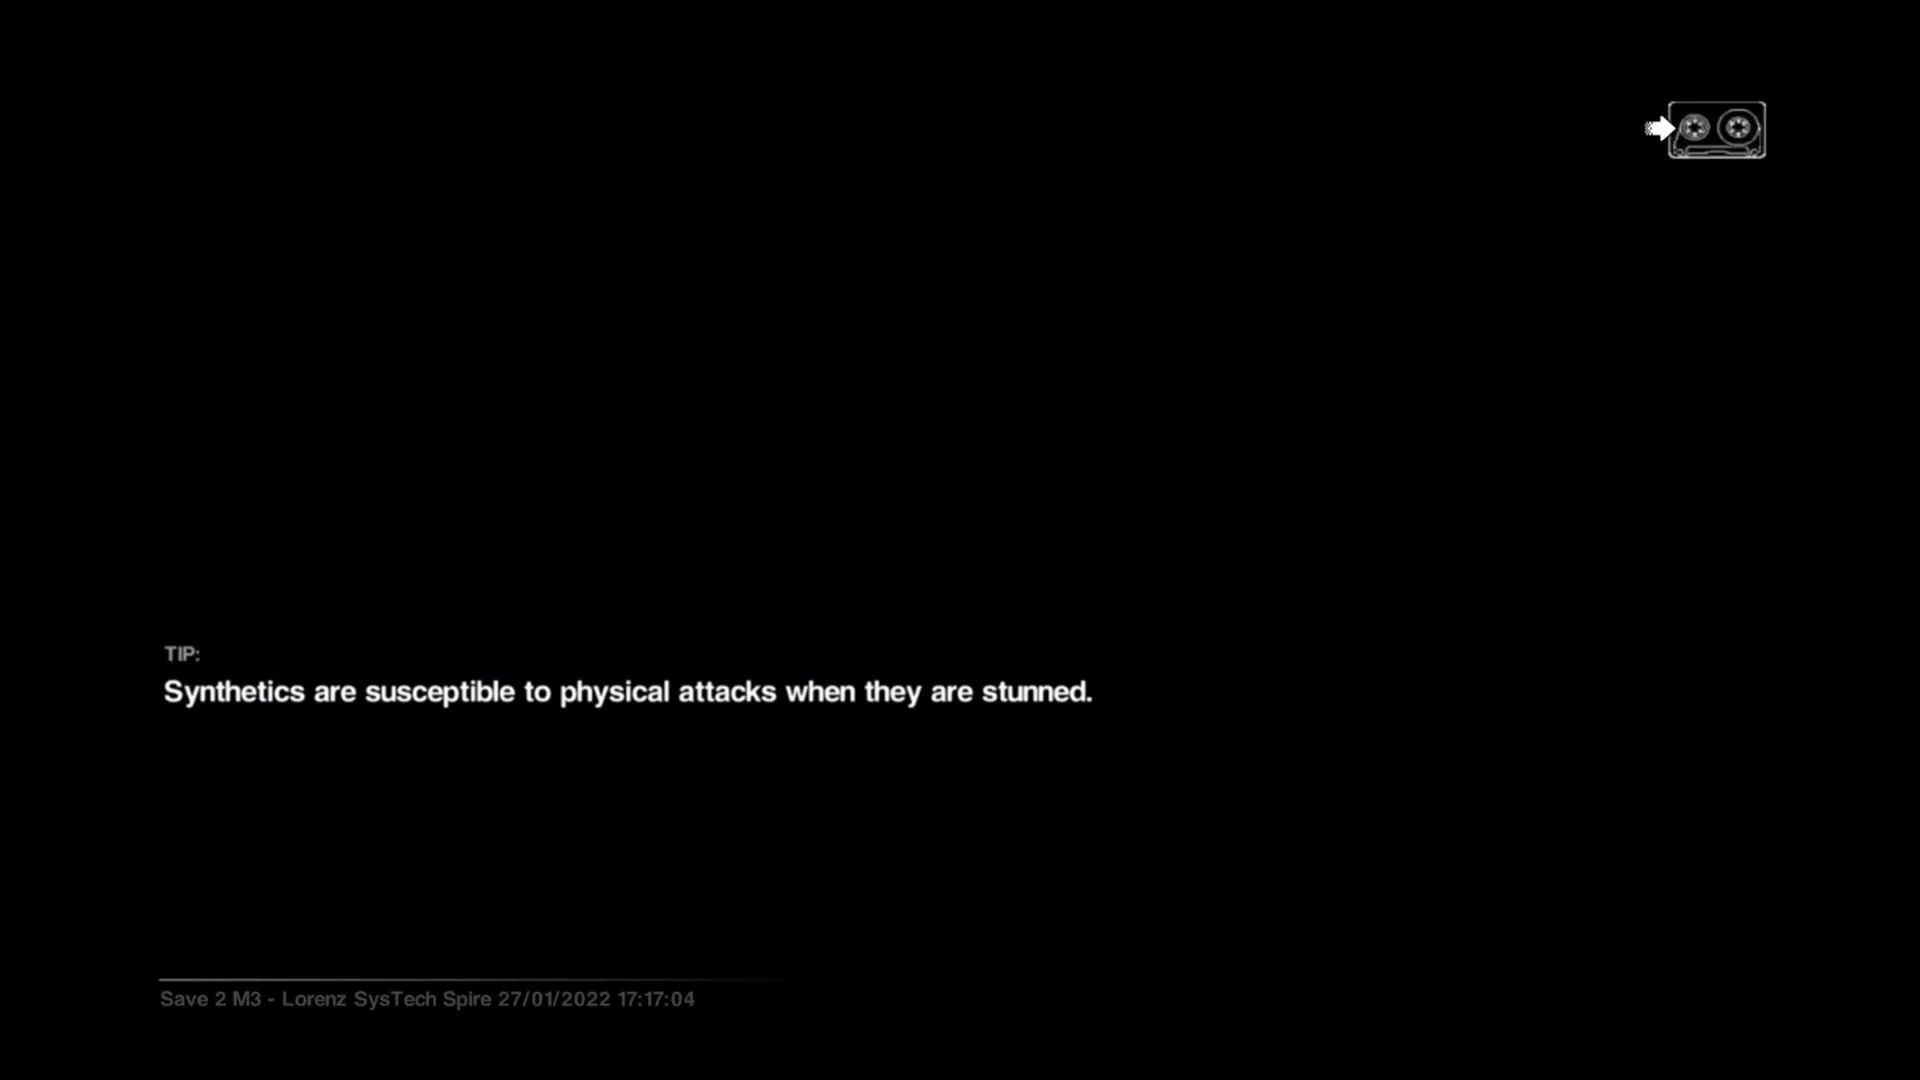 TIP:
Synthetics are susceptible to physical attacks when they are stunned.
Save 2 M3 - Lorenz SysTech Spire 27/01/2022 17:17:04